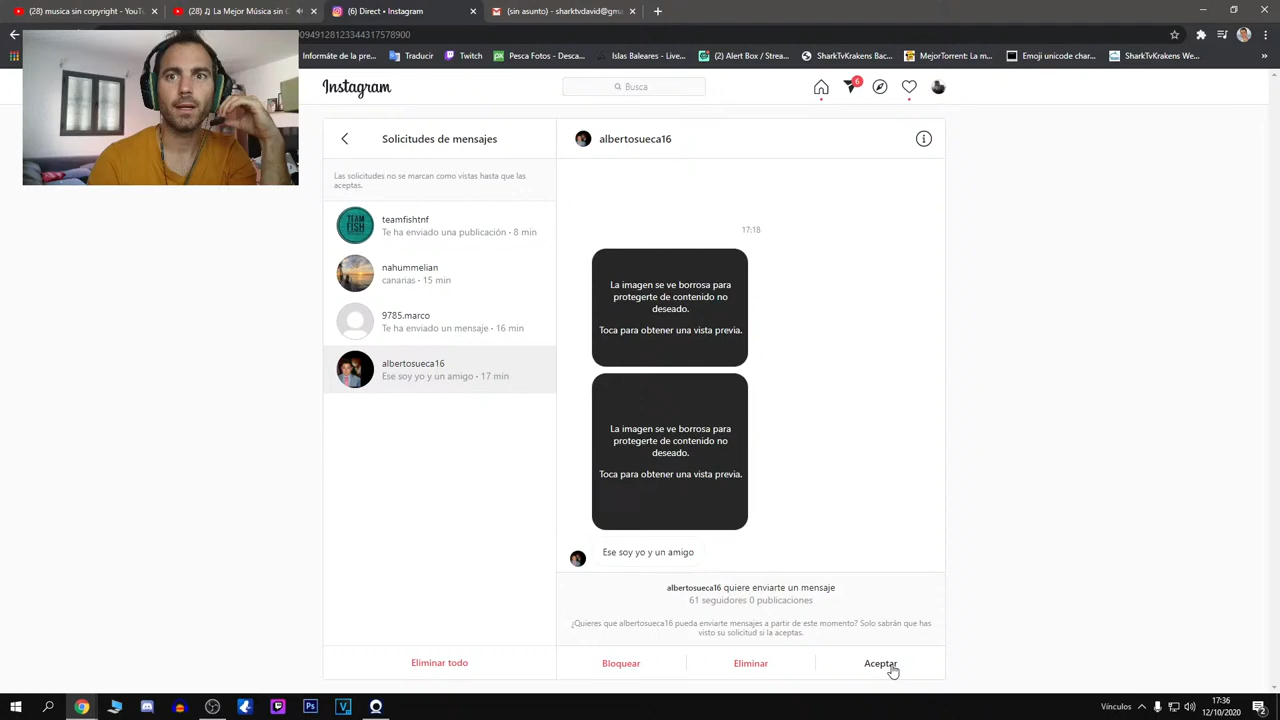 (28) musica sin copyright - You
(28) La Mejor Música Sin C
(6) Direct • Instagram
(sin asunto) - sharktvdavid@gm
009491281233443175789​00
Informáte de los pre...
Traducir
Twitch
Pesca Fotos - Desca...
Islas Baleares - Live...
(2) Alert Box / Strea...
SharkTvKrakens Bac...
MejorTorrent: La m...
Emoji unicode char...
SharkTvKrakens We...
Instagram
Busca
6
Solicitudes de mensajes
albertosueca16
Las solicitudes no se marcan como vistas hasta que las
aceptas.
teamfishtnf
Te ha enviado una publicación • 8 min
nahummelian
canarias • 15 min
9785.marco
Te ha enviado un mensaje • 16 min
albertosueca16
Ese soy yo y un amigo • 17 min
17:18
La imagen se ve borrosa para
protegerte de contenido no
deseado.
Toca para obtener una vista previa.
La imagen se ve borrosa para
protegerte de contenido no
deseado.
Toca para obtener una vista previa.
Ese soy yo y un amigo
albertosueca16 quiere enviarte un mensaje
61 seguidores 0 publicaciones
¿Quieres que albertosueca16 pueda enviarte mensajes a partir de este momento? Solo sabrán que has
visto su solicitud si la aceptas.
Eliminar todo
Bloquear
Eliminar
Aceptar
Vínculos
17:36
12/10/2020
2